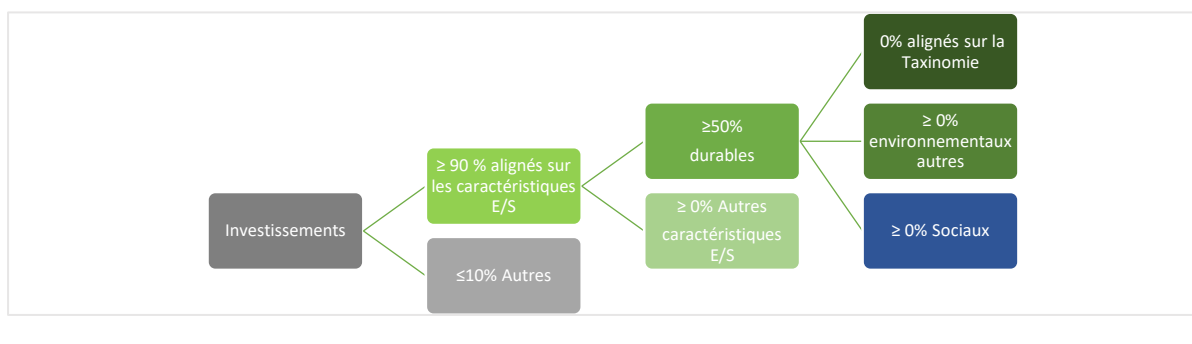 Investissements
≥ 90 % alignés sur
les caractéristiques
E/S
≤10% Autres
≥50%
durables
≥ 0% Autres
caractéristiques
E/S
0% alignés sur la
Taxinomie
≥ 0%
environnementaux
autres
≥ 0% Sociaux